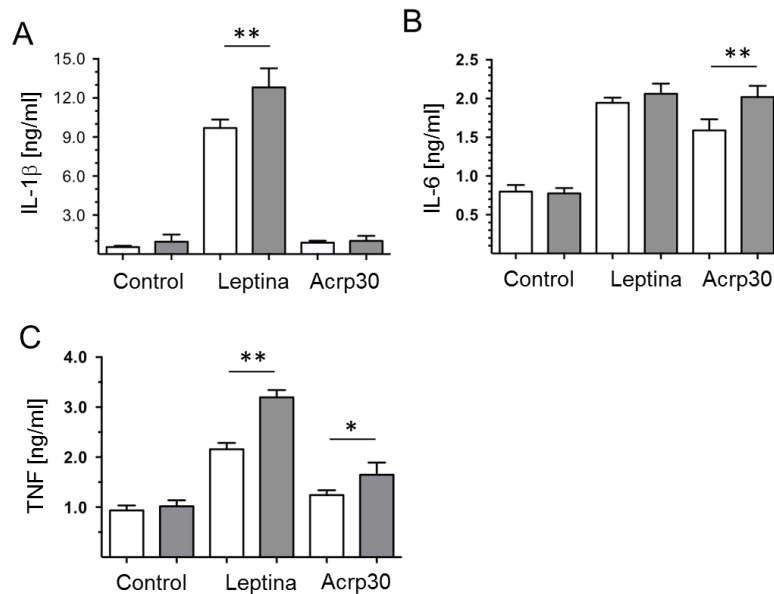 A
**
IL-1β [ng/ml]
15.0
12.0
9.0
6.0
3.0
Control Leptina Acrp30
B
**
IL-6 [ng/ml]
2.5
2.0
1.5
1.0
0.5
Control Leptina Acrp30
C
**
*
TNF [ng/ml]
4.0
3.0
2.0
1.0
Control Leptina Acrp30